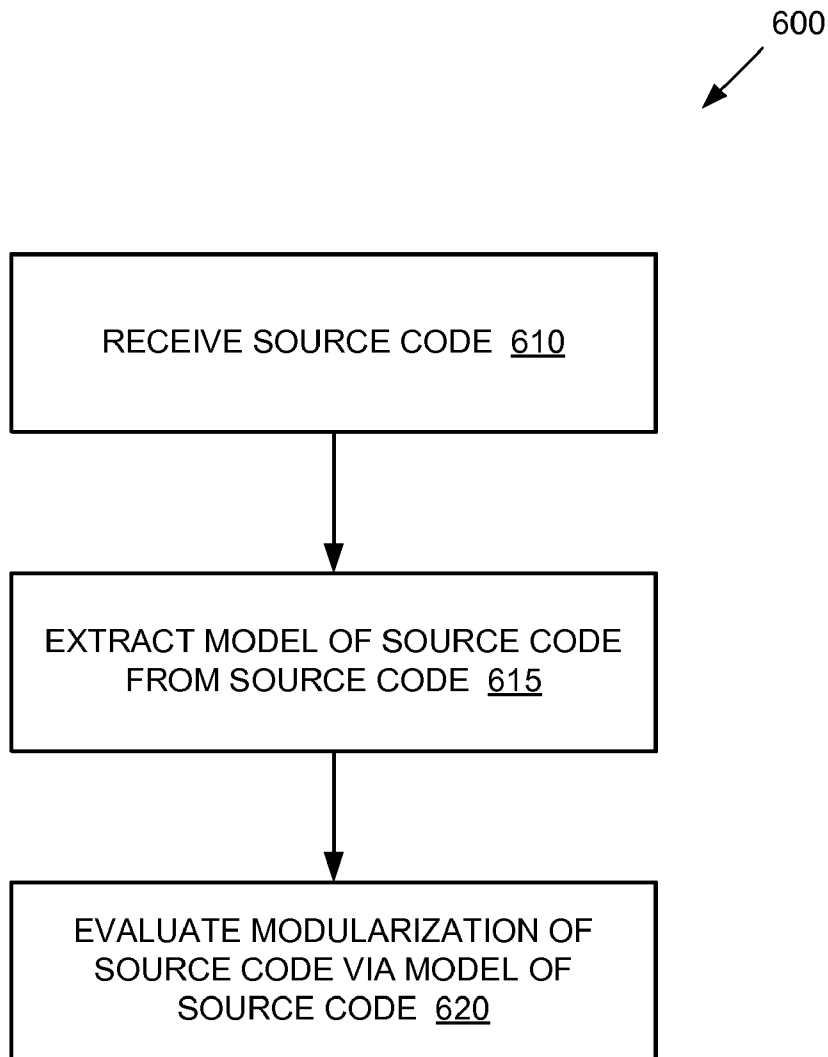 600
RECEIVE SOURCE CODE 610
EXTRACT MODEL OF SOURCE CODE
FROM SOURCE CODE 615
EVALUATE MODULARIZATION OF
SOURCE CODE VIA MODEL OF
SOURCE CODE 620